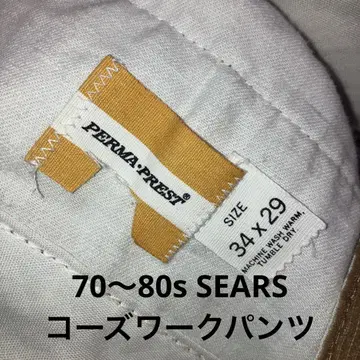 PERMA·PREST®
SIZE
34 x 29
MACHINE WASH WARM,
TUMBLE DRY.
70〜80s SEARS
コーズワークパンツ